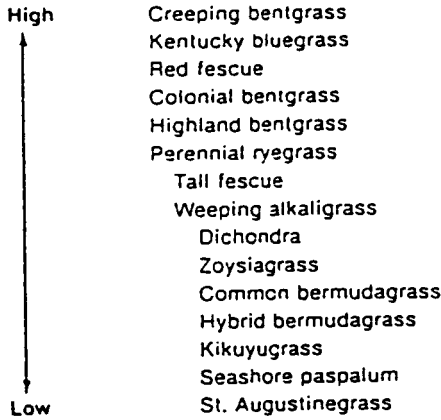 High Creeping bentgrass
Kentucky bluegrass
Red fescue
Colonial bentgrass
Highland bentgrass
Perennial ryegrass
Tall fescue
Weeping alkaligrass
Dichondra
Zoysiagrass
Common bermudagrass
Hybrid bermudagrass
Kikuyugrass
Seashore paspalum
Low St. Augustinegrass